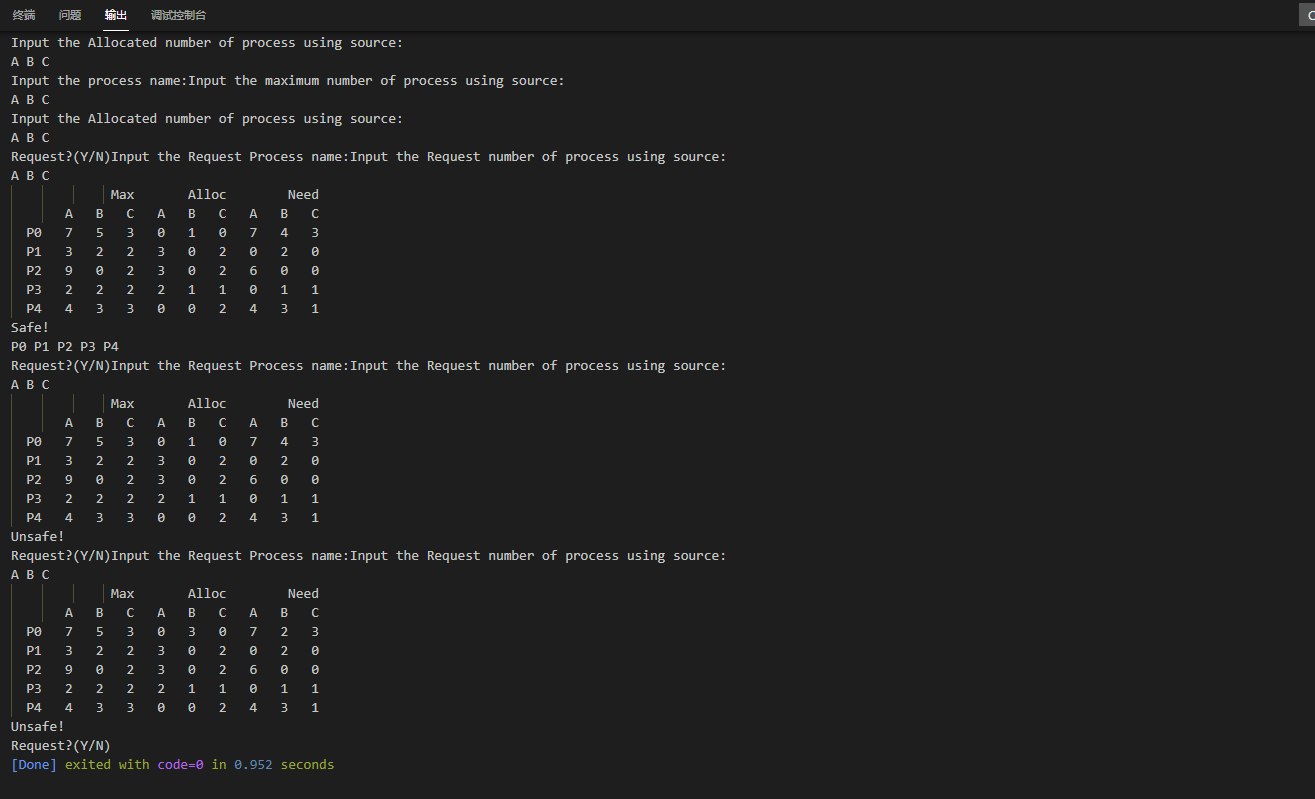 终端 问题 输出 调试控制台
Input the Allocated number of process using source:
A B C
Input the process name:Input the maximum number of process using source:
A B C
Input the Allocated number of process using source:
A B C
Request?(Y/N)Input the Request Process name:Input the Request number of process using source:
A B C
Max Alloc Need
A B C A B C A B C
P0 7 5 3 0 1 0 7 4 3
P1 3 2 2 3 0 2 0 2 0
P2 9 0 2 3 0 2 6 0 0
P3 2 2 2 2 1 1 0 1 1
P4 4 3 3 0 0 2 4 3 1
Safe!
P0 P1 P2 P3 P4
Request?(Y/N)Input the Request Process name:Input the Request number of process using source:
A B C
Max Alloc Need
A B C A B C A B C
P0 7 5 3 0 1 0 7 4 3
P1 3 2 2 3 0 2 0 2 0
P2 9 0 2 3 0 2 6 0 0
P3 2 2 2 2 1 1 0 1 1
P4 4 3 3 0 0 2 4 3 1
Unsafe!
Request?(Y/N)Input the Request Process name:Input the Request number of process using source:
A B C
Max Alloc Need
A B C A B C A B C
P0 7 5 3 0 3 0 7 2 3
P1 3 2 2 3 0 2 0 2 0
P2 9 0 2 3 0 2 6 0 0
P3 2 2 2 2 1 1 0 1 1
P4 4 3 3 0 0 2 4 3 1
Unsafe!
Request?(Y/N)
[Done] exited with code=0 in 0.952 seconds